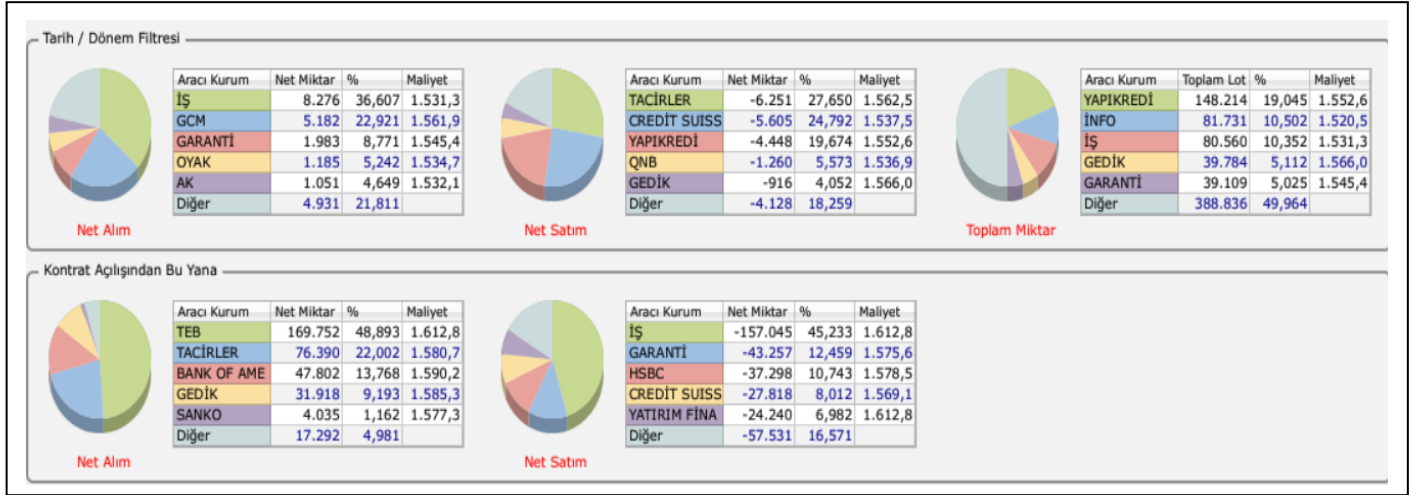 Tarih / Dönem Filtresi
Aracı Kurum Net Miktar % Maliyet
İŞ 8.276 36,607 1.531,3
GCM 5.182 22,921 1.561,9
GARANTİ 1.983 8,771 1.545,4
OYAK 1.185 5,242 1.534,7
AK 1.051 4,649 1.532,1
Diğer 4.931 21,811
Net Alım
Aracı Kurum Net Miktar % Maliyet
TACİRLER -6.251 27,650 1.562,5
CREDİT SUISS -5.605 24,792 1.537,5
YAPIKREDİ -4.448 19,674 1.552,6
QNB -1.260 5,573 1.536,9
GEDİK -916 4,052 1.566,0
Diğer -4.128 18,259
Net Satım
Aracı Kurum Toplam Lot % Maliyet
YAPIKREDİ 148.214 19,045 1.552,6
İNFO 81.731 10,502 1.520,5
İŞ 80.560 10,352 1.531,3
GEDİK 39.784 5,112 1.566,0
GARANTİ 39.109 5,025 1.545,4
Diğer 388.836 49,964
Toplam Miktar
Kontrat Açılışından Bu Yana
Aracı Kurum Net Miktar % Maliyet
TEB 169.752 48,893 1.612,8
TACİRLER 76.390 22,002 1.580,7
BANK OF AME 47.802 13,768 1.590,2
GEDİK 31.918 9,193 1.585,3
SANKO 4.035 1,162 1.577,3
Diğer 17.292 4,981
Net Alım
Aracı Kurum Net Miktar % Maliyet
İŞ -157.045 45,233 1.612,8
GARANTİ -43.257 12,459 1.575,6
HSBC -37.298 10,743 1.578,5
CREDİT SUISS -27.818 8,012 1.569,1
YATIRIM FİNA -24.240 6,982 1.612,8
Diğer -57.531 16,571
Net Satım